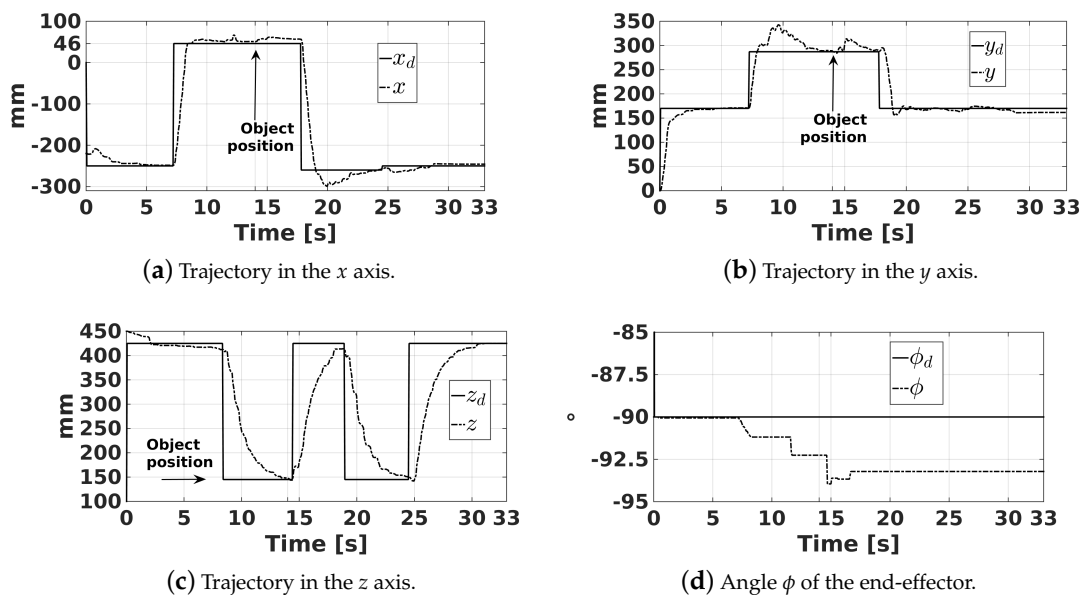 100
46
0
-100
-200
-300
mm
x_d
x
Object
position
0 5 10 15 20 25 30 33
Time [s]
(a) Trajectory in the x axis.
350
300
250
200
150
100
50
0
mm
y_d
y
Object
position
0 5 10 15 20 25 30 33
Time [s]
(b) Trajectory in the y axis.
450
400
350
300
250
200
150
100
mm
z_d
z
Object
position
0 5 10 15 20 25 30 33
Time [s]
(c) Trajectory in the z axis.
-85
-87.5
-90
-92.5
-95
°
ϕ_d
ϕ
0 5 10 15 20 25 30 33
Time [s]
(d) Angle ϕ of the end-effector.